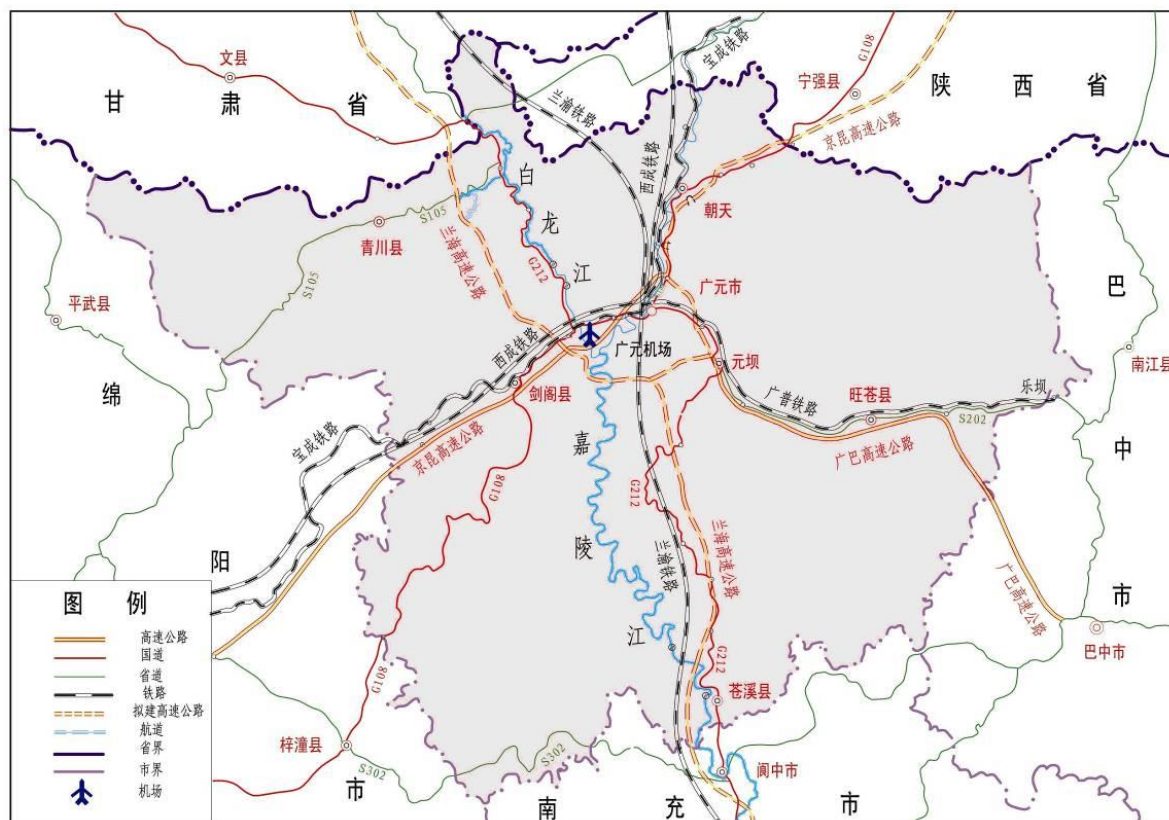 甘肃省
文县
兰渝铁路
西成铁路
宝成铁路
宁强县
G108
陕西省
京昆高速公路
朝天
白龙江
S105
青川县
兰海高速公路
G212
S105
平武县
广元市
巴中市
南江县
西成铁路
广元机场
元坝
剑阁县
广普铁路
旺苍县
乐坝
S202
宝成铁路
京昆高速公路
广巴高速公路
G108
嘉陵江
G212
兰渝铁路
兰海高速公路
广巴高速公路
绵阳市
G212
苍溪县
巴中市
G108
梓潼县
S302
S302
阆中市
南充市
图例
高速公路
国道
省道
铁路
拟建高速公路
航道
省界
市界
机场